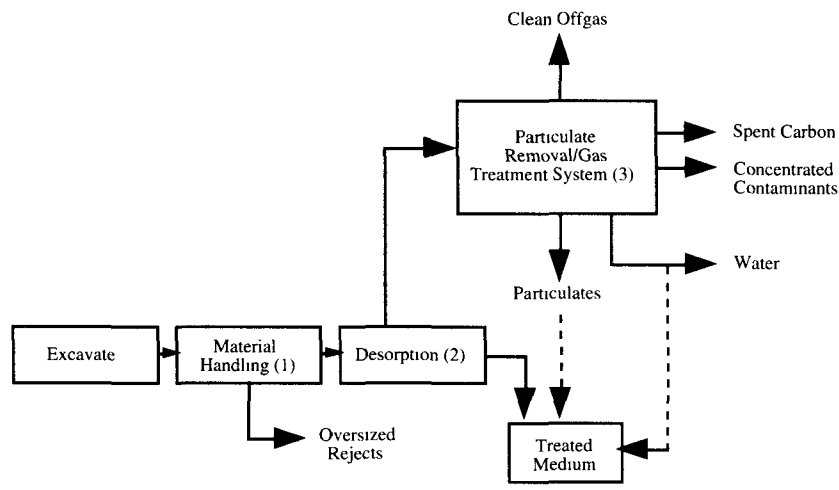 Clean Offgas
Particulate
Removal/Gas
Treatment System (3)
Spent Carbon
Concentrated
Contaminants
Water
Particulates
Excavate
Material
Handling (1)
Desorption (2)
Oversized
Rejects
Treated
Medium